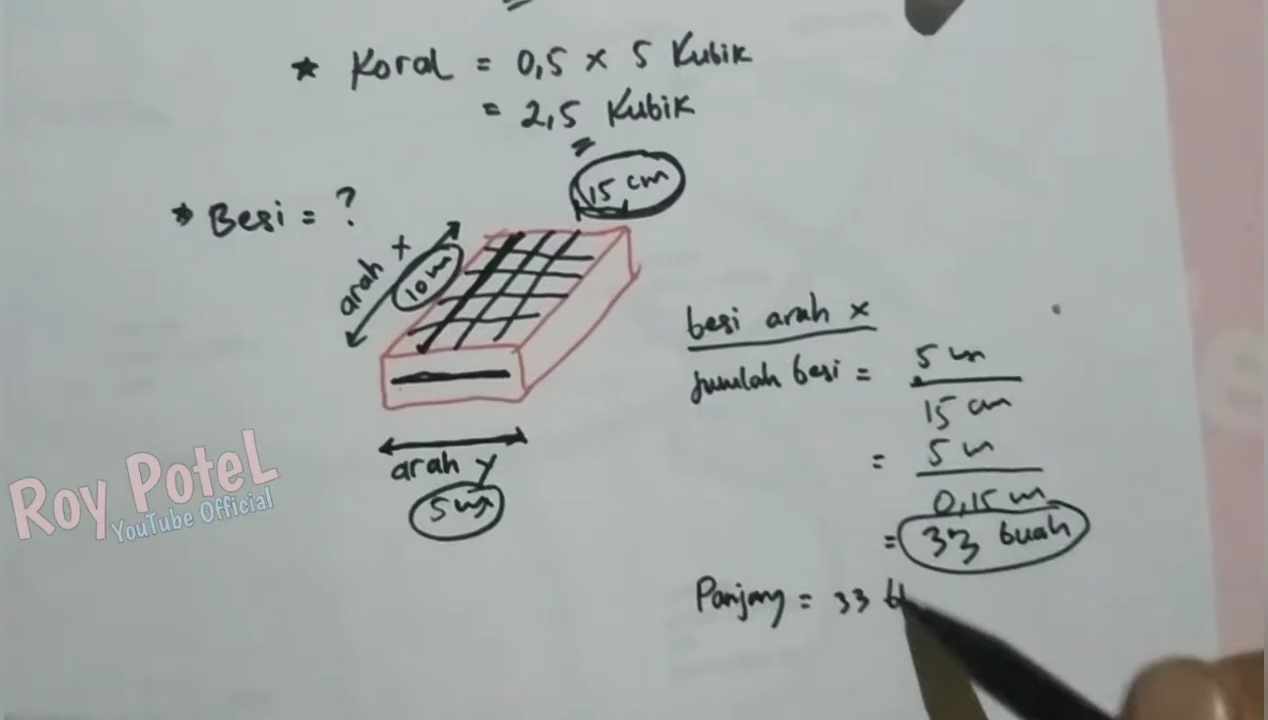 * Koral = 0,5 x 5 Kubik
= 2,5 Kubik
* Besi = ?
15 cm
arah x
10 m
arah y
5 m
besi arah x
Jumlah besi = 5 m
15 cm
= 5 m
0,15 m
= 33 buah
Panjang = 33 b
Roy PoteL
YouTube Official